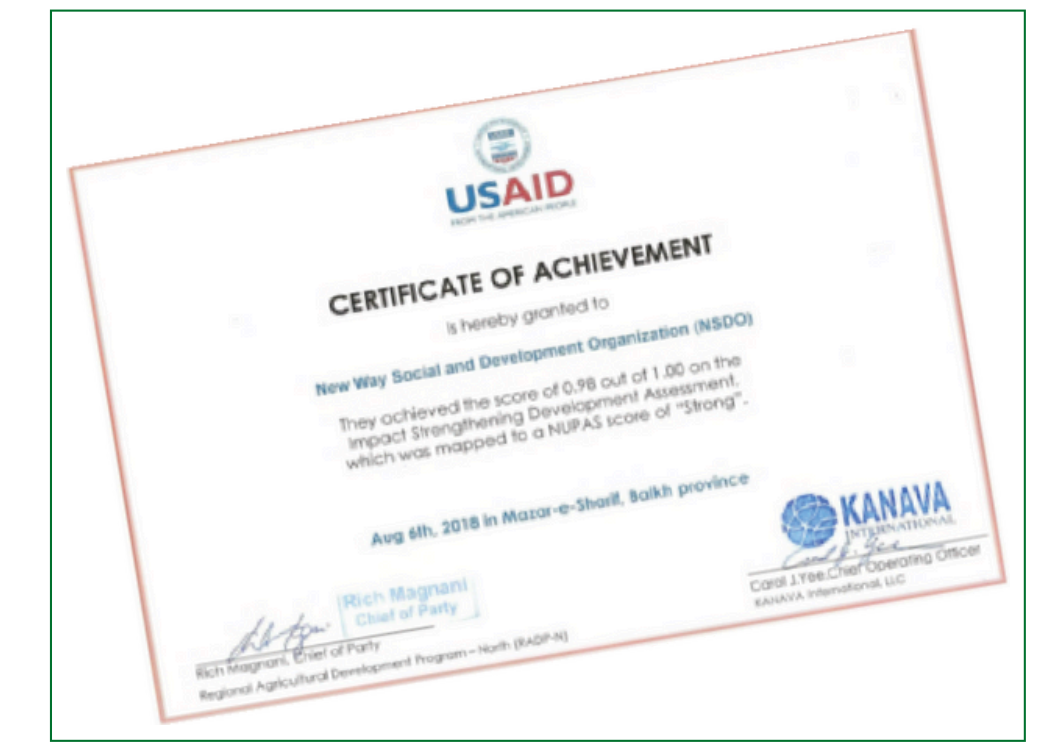 USAID
FROM THE AMERICAN PEOPLE
CERTIFICATE OF ACHIEVEMENT
is hereby granted to
New Way Social and Development Organization (NSDO)
They achieved the score of 0.98 out of 1.00 on the
Impact Strengthening Development Assessment,
which was mapped to a NUPAS score of "Strong".
Aug 6th, 2018 in Mazar-e-Sharif, Balkh province
KANAVA
INTERNATIONAL
Carol J.Yee,Chief Operating Officer
KANAVA International, LLC
Rich Magnani
Chief of Party
Rich Magnani, Chief of Party
Regional Agricultural Development Program – North (RADP-N)